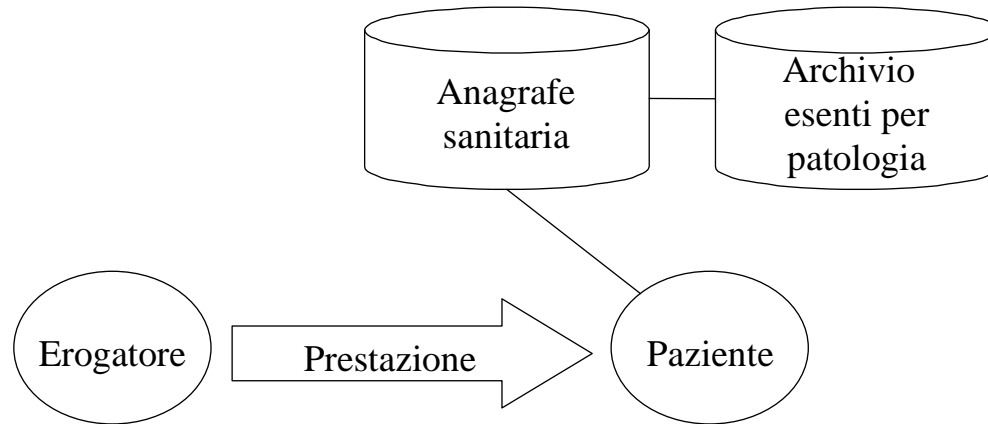 Anagrafe
sanitaria
Archivio
esenti per
patologia
Erogatore
Prestazione
Paziente